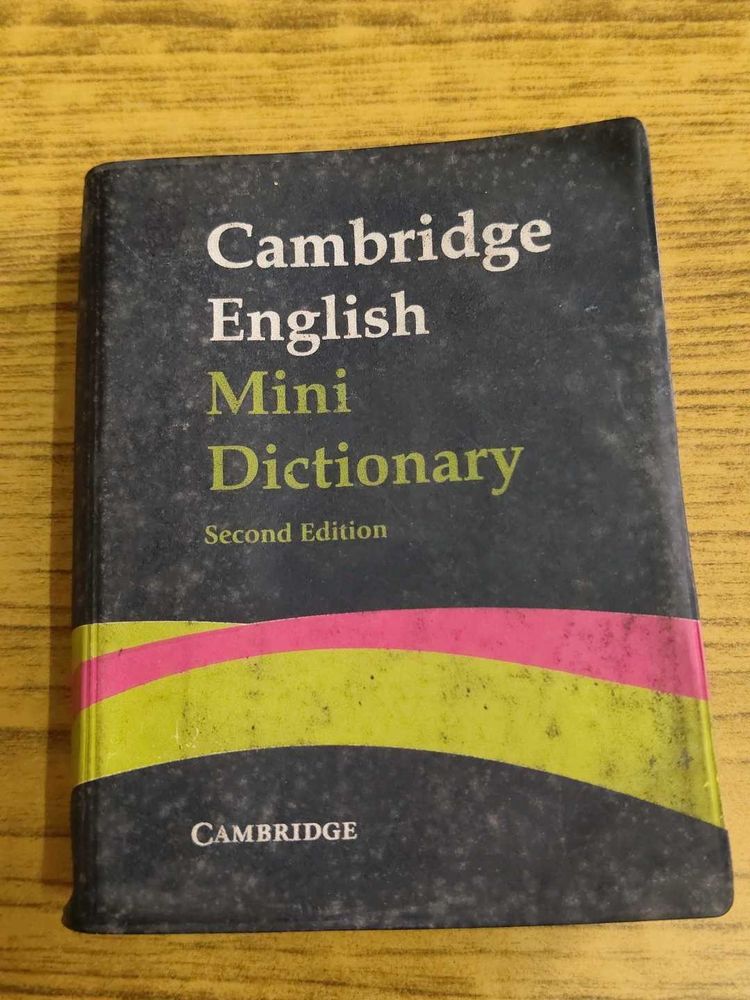 Cambridge
English
Mini
Dictionary
Second Edition
CAMBRIDGE